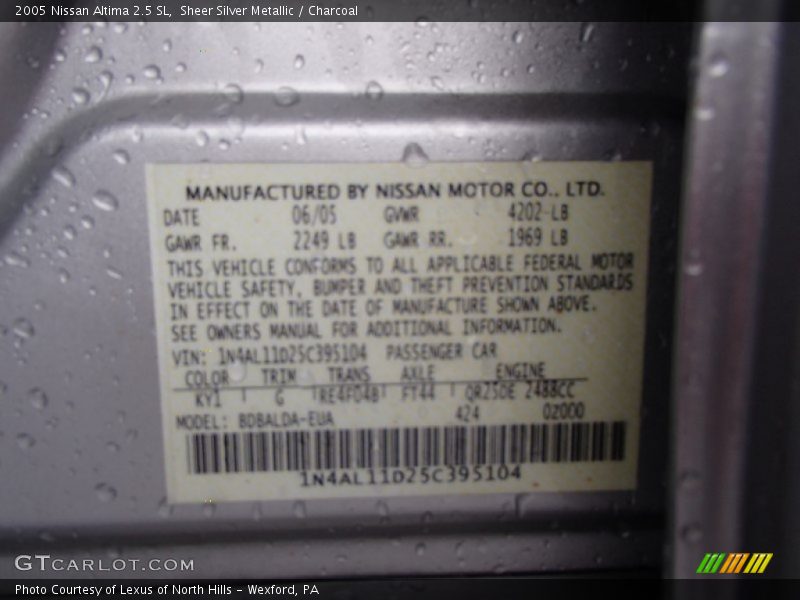 2005 Nissan Altima 2.5 SL, Sheer Silver Metallic / Charcoal
MANUFACTURED BY NISSAN MOTOR CO., LTD.
DATE 06/05 GVWR 4202 LB
GAWR FR. 2249 LB GAWR RR. 1969 LB
THIS VEHICLE CONFORMS TO ALL APPLICABLE FEDERAL MOTOR
VEHICLE SAFETY, BUMPER AND THEFT PREVENTION STANDARDS
IN EFFECT ON THE DATE OF MANUFACTURE SHOWN ABOVE.
SEE OWNERS MANUAL FOR ADDITIONAL INFORMATION.
VIN: 1N4AL11D25C395104 PASSENGER CAR
COLOR TRIM TRANS AXLE ENGINE
KY1 G RE4F04B FT44 QR25DE 2488CC
MODEL: BDBALDA-EUA 424 02000
1N4AL11D25C395104
GTCARLOT.COM
Photo Courtesy of Lexus of North Hills - Wexford, PA